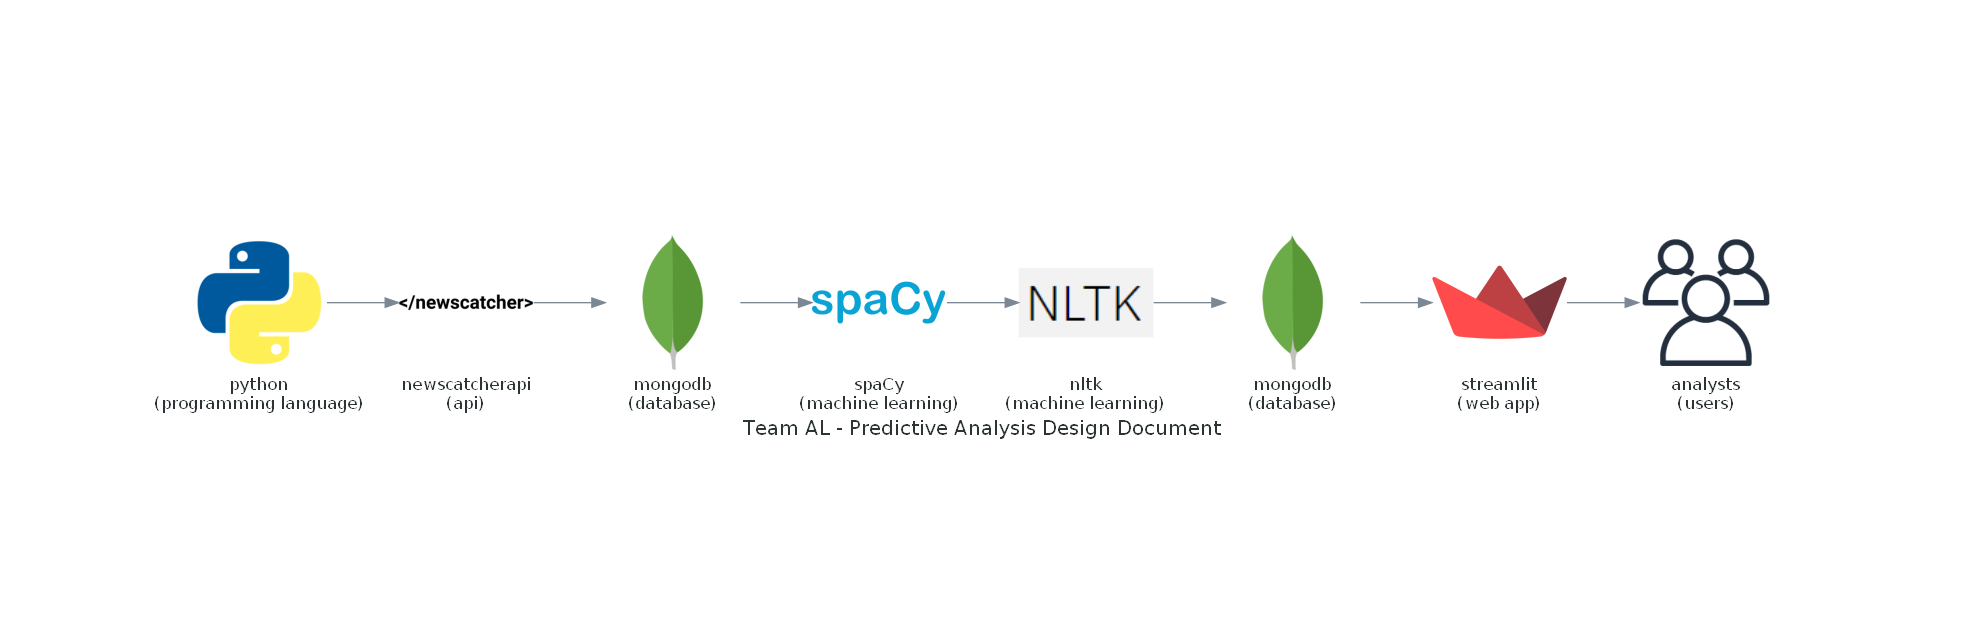 </newscatcher>
spaCy
NLTK
python
(programming language)
newscatcherapi
(api)
mongodb
(database)
spaCy
(machine learning)
nltk
(machine learning)
mongodb
(database)
streamlit
(web app)
analysts
(users)
Team AL - Predictive Analysis Design Document